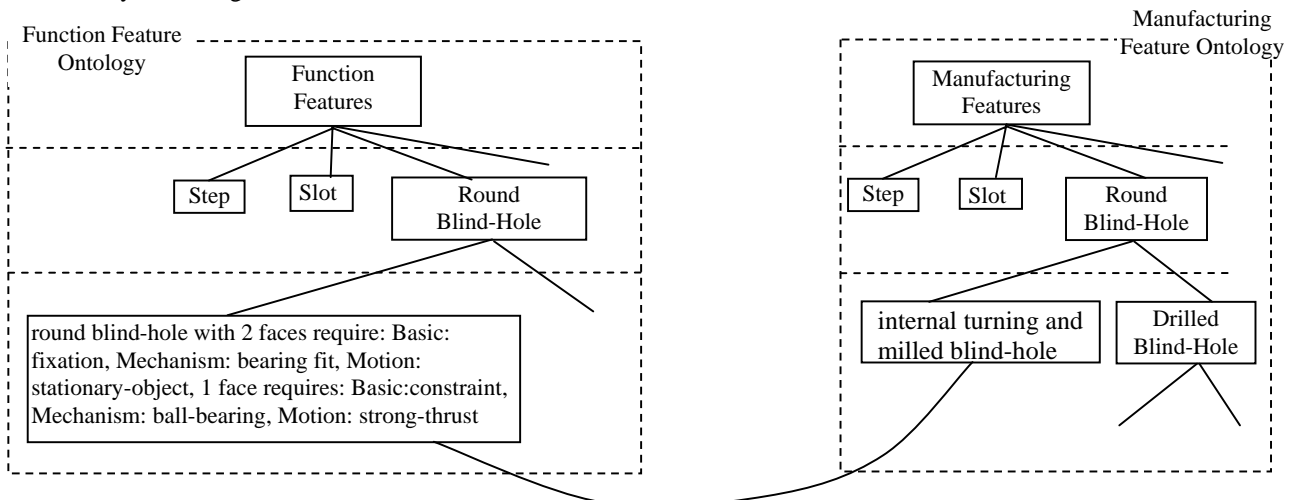 Function Feature
Ontology
Function
Features
Step
Slot
Round
Blind-Hole
round blind-hole with 2 faces require: Basic:
fixation, Mechanism: bearing fit, Motion:
stationary-object, 1 face requires: Basic:constraint,
Mechanism: ball-bearing, Motion: strong-thrust
Manufacturing
Feature Ontology
Manufacturing
Features
Step
Slot
Round
Blind-Hole
internal turning and
milled blind-hole
Drilled
Blind-Hole